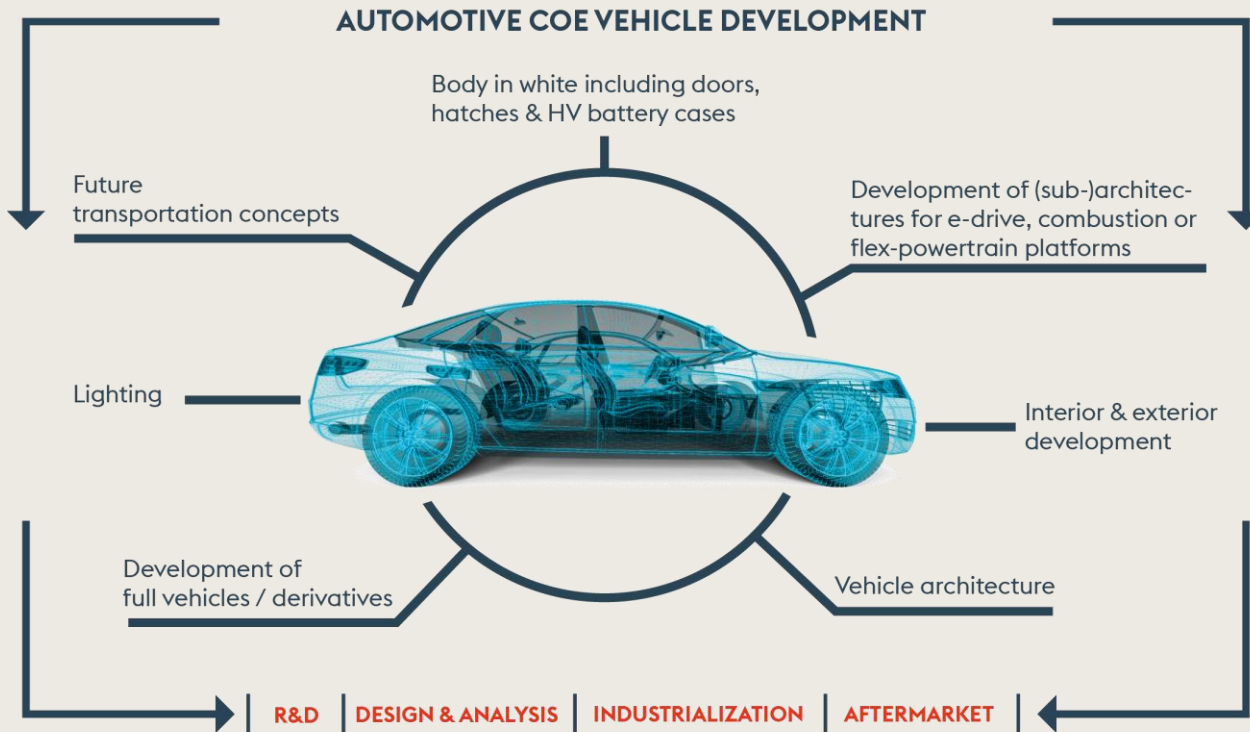 AUTOMOTIVE COE VEHICLE DEVELOPMENT
Body in white including doors,
hatches & HV battery cases
Future
transportation concepts
Development of (sub-)architec-
tures for e-drive, combustion or
flex-powertrain platforms
Lighting
Interior & exterior
development
Development of
full vehicles / derivatives
Vehicle architecture
R&D
DESIGN & ANALYSIS
INDUSTRIALIZATION
AFTERMARKET